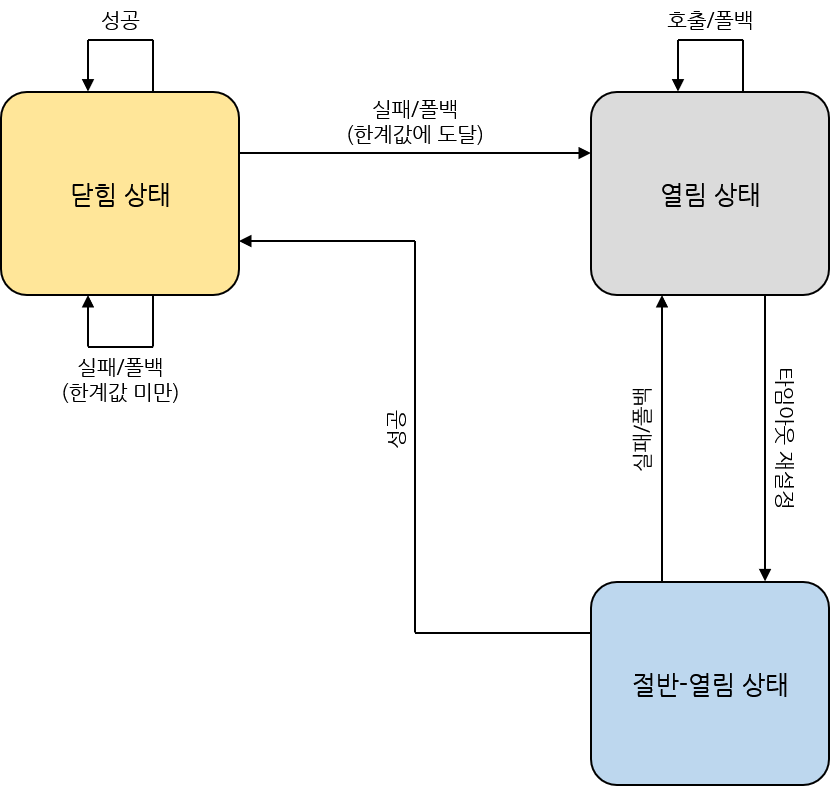 성공
호출/폴백
실패/폴백
(한계값에 도달)
닫힘 상태
열림 상태
실패/폴백
(한계값 미만)
성공
실패/폴백
타임아웃 재설정
절반-열림 상태